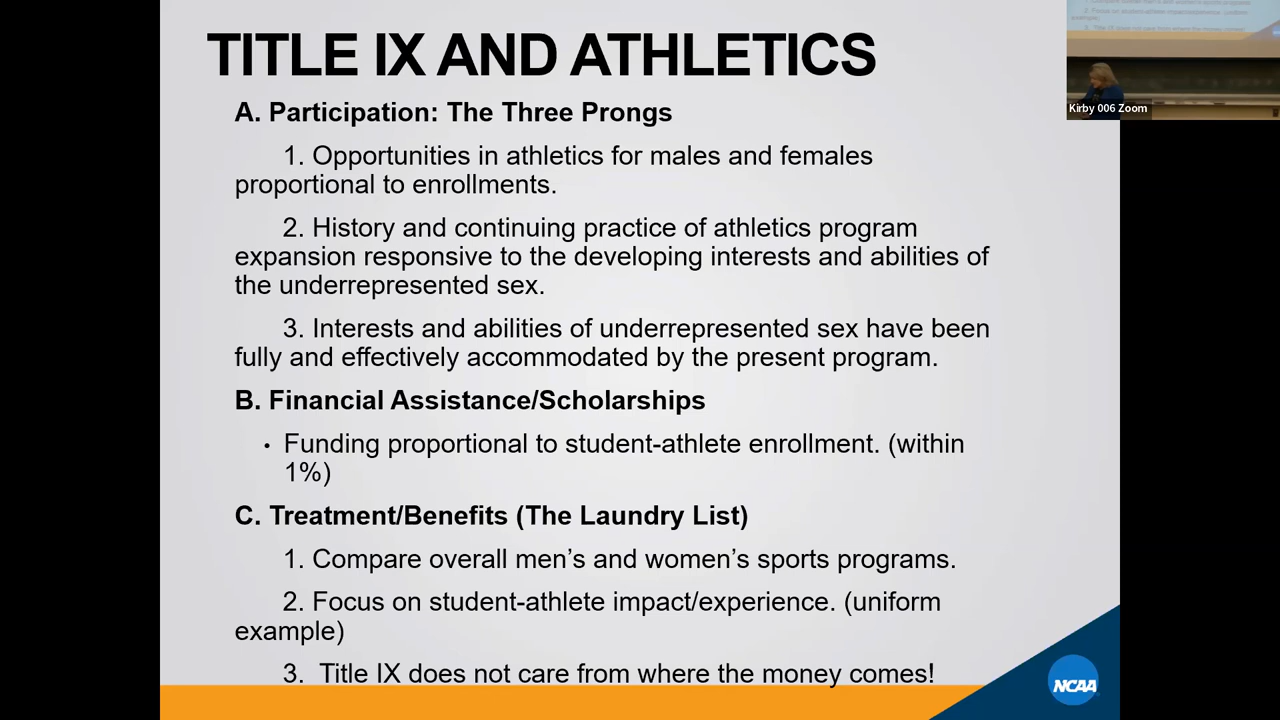 TITLE IX AND ATHLETICS
A. Participation: The Three Prongs
1. Opportunities in athletics for males and females
proportional to enrollments.
2. History and continuing practice of athletics program
expansion responsive to the developing interests and abilities of
the underrepresented sex.
3. Interests and abilities of underrepresented sex have been
fully and effectively accommodated by the present program.
B. Financial Assistance/Scholarships
• Funding proportional to student-athlete enrollment. (within
1%)
C. Treatment/Benefits (The Laundry List)
1. Compare overall men’s and women’s sports programs.
2. Focus on student-athlete impact/experience. (uniform
example)
3. Title IX does not care from where the money comes!
NCAA
Kirby 006 Zoom